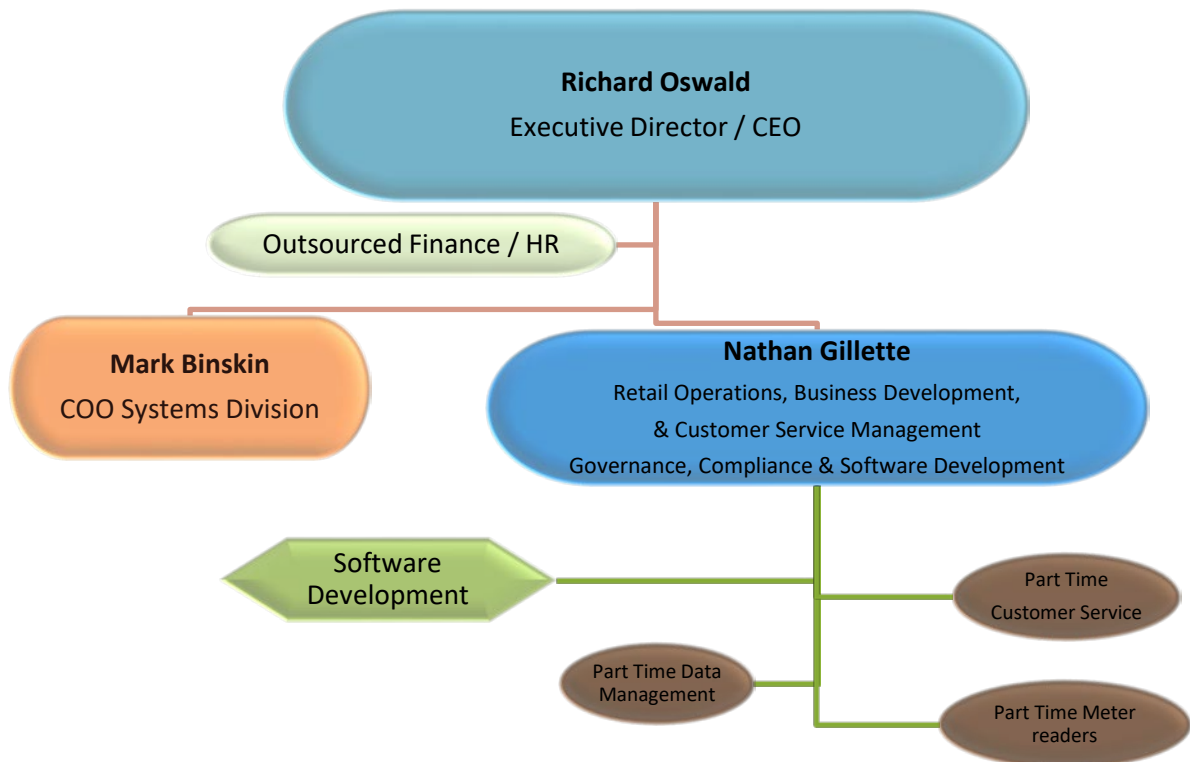 Richard Oswald
Executive Director / CEO
Outsourced Finance / HR
Mark Binskin
COO Systems Division
Nathan Gillette
Retail Operations, Business Development,
& Customer Service Management
Governance, Compliance & Software Development
Software
Development
Part Time
Customer Service
Part Time Data
Management
Part Time Meter
readers